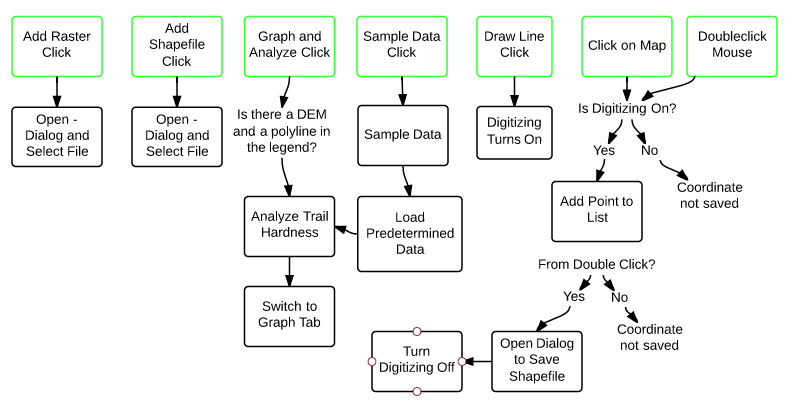 Add Raster
Click
Add
Shapefile
Click
Graph and
Analyze Click
Sample Data
Click
Draw Line
Click
Click on Map
Doubleclick
Mouse
Open -
Dialog and
Select File
Open -
Dialog and
Select File
Is there a DEM
and a polyline in
the legend?
Sample Data
Digitizing
Turns On
Is Digitizing On?
Yes
No
Coordinate
not saved
Add Point to
List
Analyze Trail
Hardness
Load
Predetermined
Data
From Double Click?
Yes
No
Coordinate
not saved
Switch to
Graph Tab
Turn
Digitizing Off
Open Dialog
to Save
Shapefile